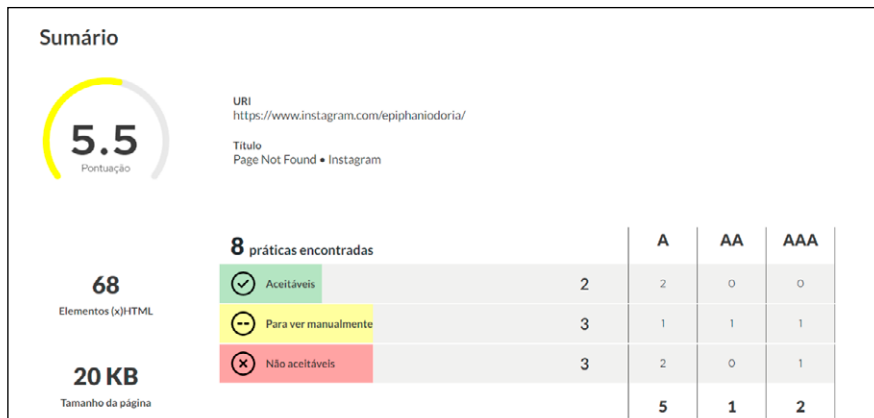 Sumário
5.5
Pontuação
URI
https://www.instagram.com/epiphaniodoria/
Título
Page Not Found • Instagram
68
Elementos (x)HTML
20 KB
Tamanho da página
8 práticas encontradas A AA AAA
Aceitáveis 2 2 0 0
Para ver manualmente 3 1 1 1
Não aceitáveis 3 2 0 1
5 1 2